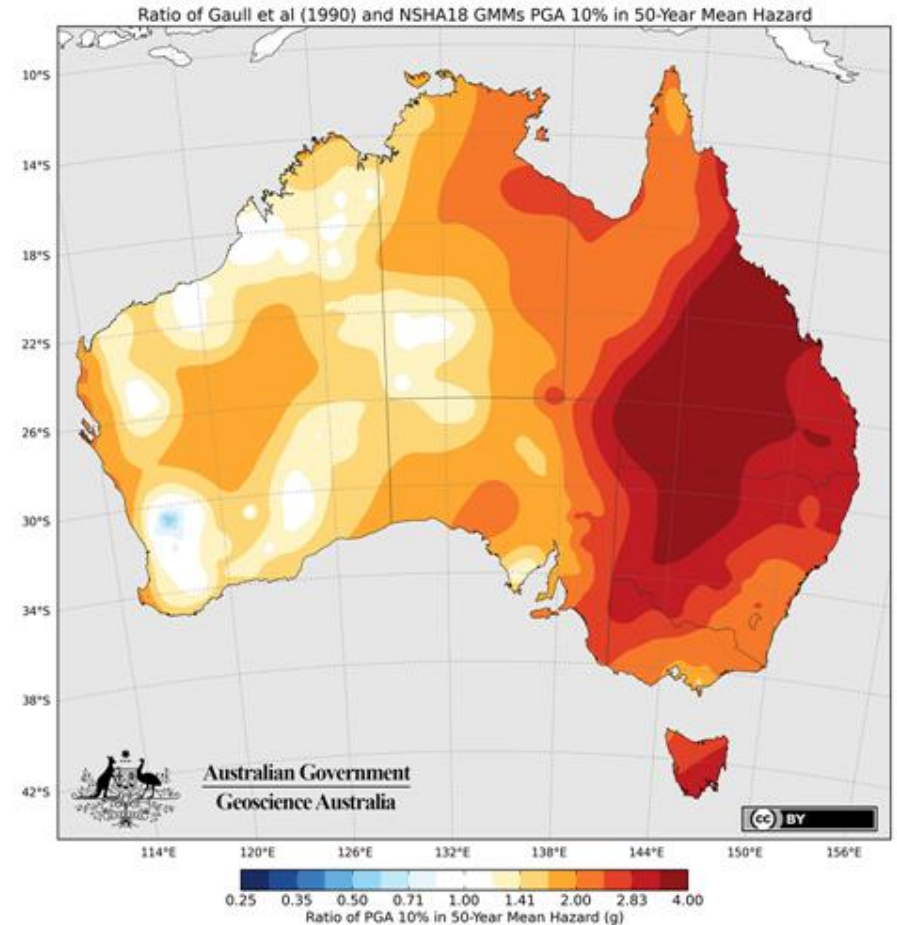 Ratio of Gaull et al (1990) and NSHA18 GMMs PGA 10% in 50-Year Mean Hazard
10°S
14°S
18°S
22°S
26°S
30°S
34°S
38°S
42°S
Australian Government
Geoscience Australia
cc BY
114°E 120°E 126°E 132°E 138°E 144°E 150°E 156°E
0.25 0.35 0.50 0.71 1.00 1.41 2.00 2.83 4.00
Ratio of PGA 10% in 50-Year Mean Hazard (g)